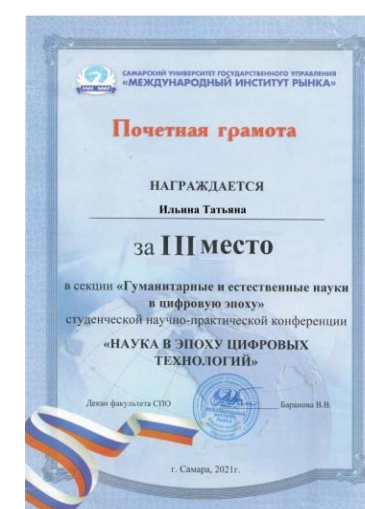 САМАРСКИЙ УНИВЕРСИТЕТ ГОСУДАРСТВЕННОГО УПРАВЛЕНИЯ
«МЕЖДУНАРОДНЫЙ ИНСТИТУТ РЫНКА»
Почетная грамота
НАГРАЖДАЕТСЯ
Ильина Татьяна
за III место
в секции «Гуманитарные и естественные науки
в цифровую эпоху»
студенческой научно-практической конференции
«НАУКА В ЭПОХУ ЦИФРОВЫХ
ТЕХНОЛОГИЙ»
Декан факультета СПО
Баранова В.В.
г. Самара, 2021г.